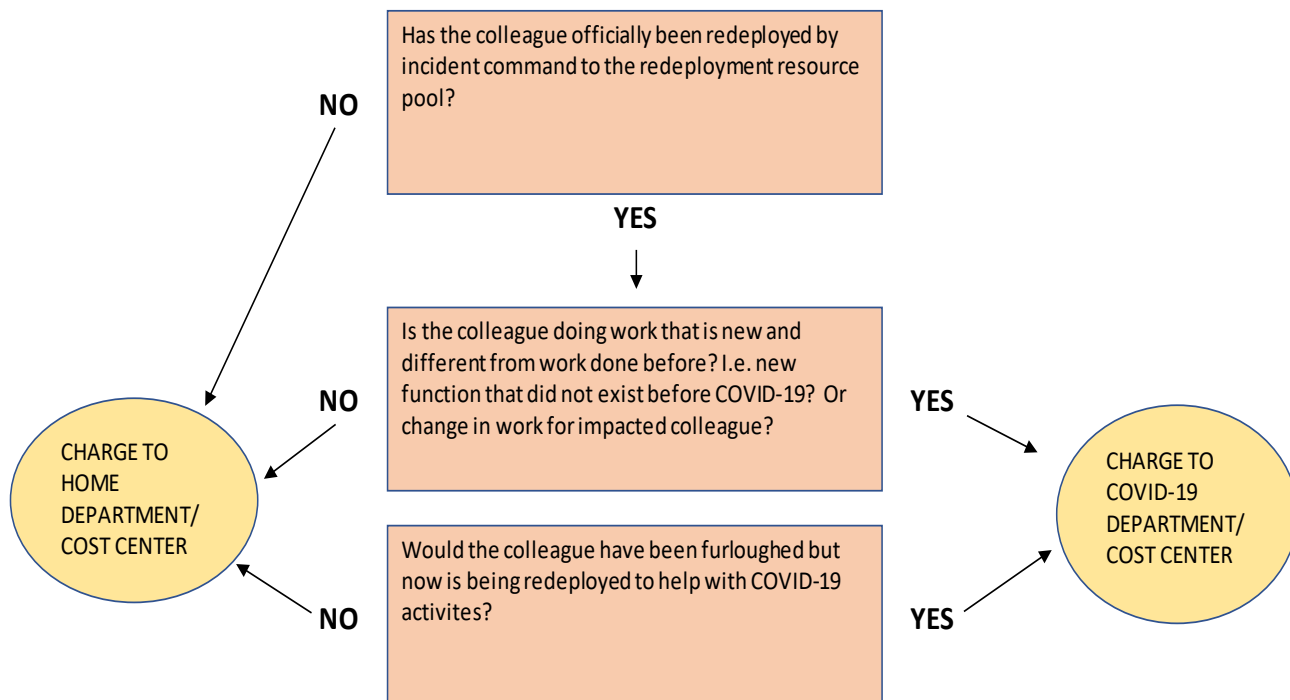 Has the colleague officially been redeployed by
incident command to the redeployment resource
pool?
NO
YES
Is the colleague doing work that is new and
different from work done before? I.e. new
function that did not exist before COVID-19? Or
change in work for impacted colleague?
NO
YES
CHARGE TO
HOME
DEPARTMENT/
COST CENTER
CHARGE TO
COVID-19
DEPARTMENT/
COST CENTER
Would the colleague have been furloughed but
now is being redeployed to help with COVID-19
activites?
NO
YES